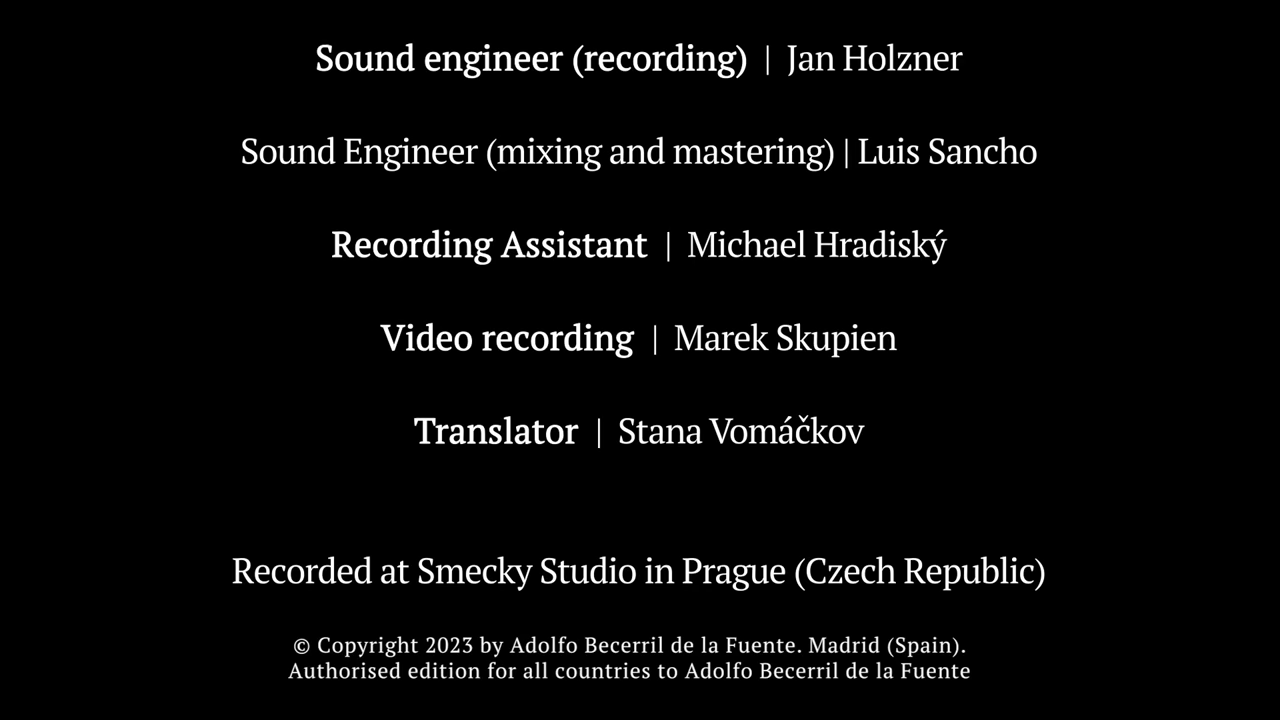 Sound engineer (recording) | Jan Holzner
Sound Engineer (mixing and mastering) | Luis Sancho
Recording Assistant | Michael Hradiský
Video recording | Marek Skupien
Translator | Stana Vomáčkov
Recorded at Smecky Studio in Prague (Czech Republic)
© Copyright 2023 by Adolfo Becerril de la Fuente. Madrid (Spain).
Authorised edition for all countries to Adolfo Becerril de la Fuente